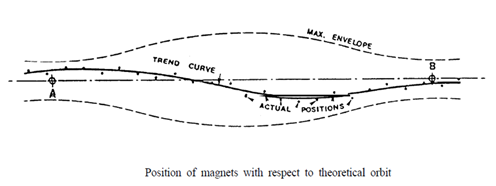 MAX. ENVELOPE
TREND CURVE
B
A
ACTUAL POSITIONS
Position of magnets with respect to theoretical orbit